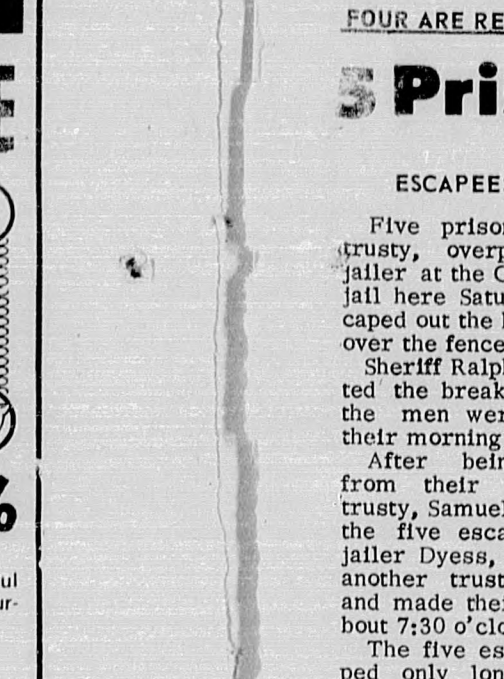 %
ul
ur-
FOUR ARE RE
5 Pri
ESCAPEE
Five priso
trusty, overp
jailer at the C
jail here Satu
caped out the
over the fence
Sheriff Ralp
ted the break
the men wer
their morning
After bein
from their
trusty, Samuel
the five esca
jailer Dyess,
another trust
and made the
bout 7:30 o'clo
The five es
ped only lon